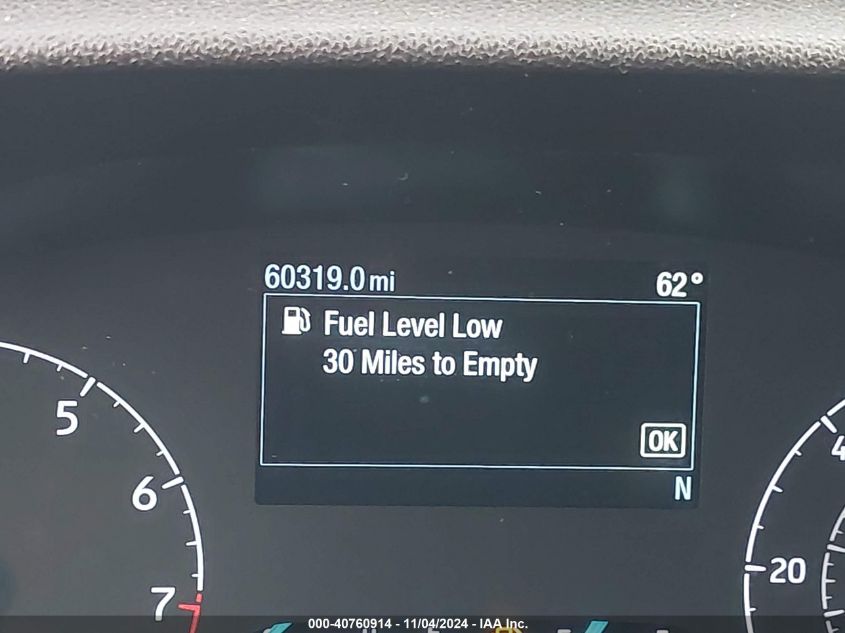 60319.0 mi 62°
Fuel Level Low
30 Miles to Empty
OK
N
5
6
7
20
000-40760914 - 11/04/2024 - IAA Inc.